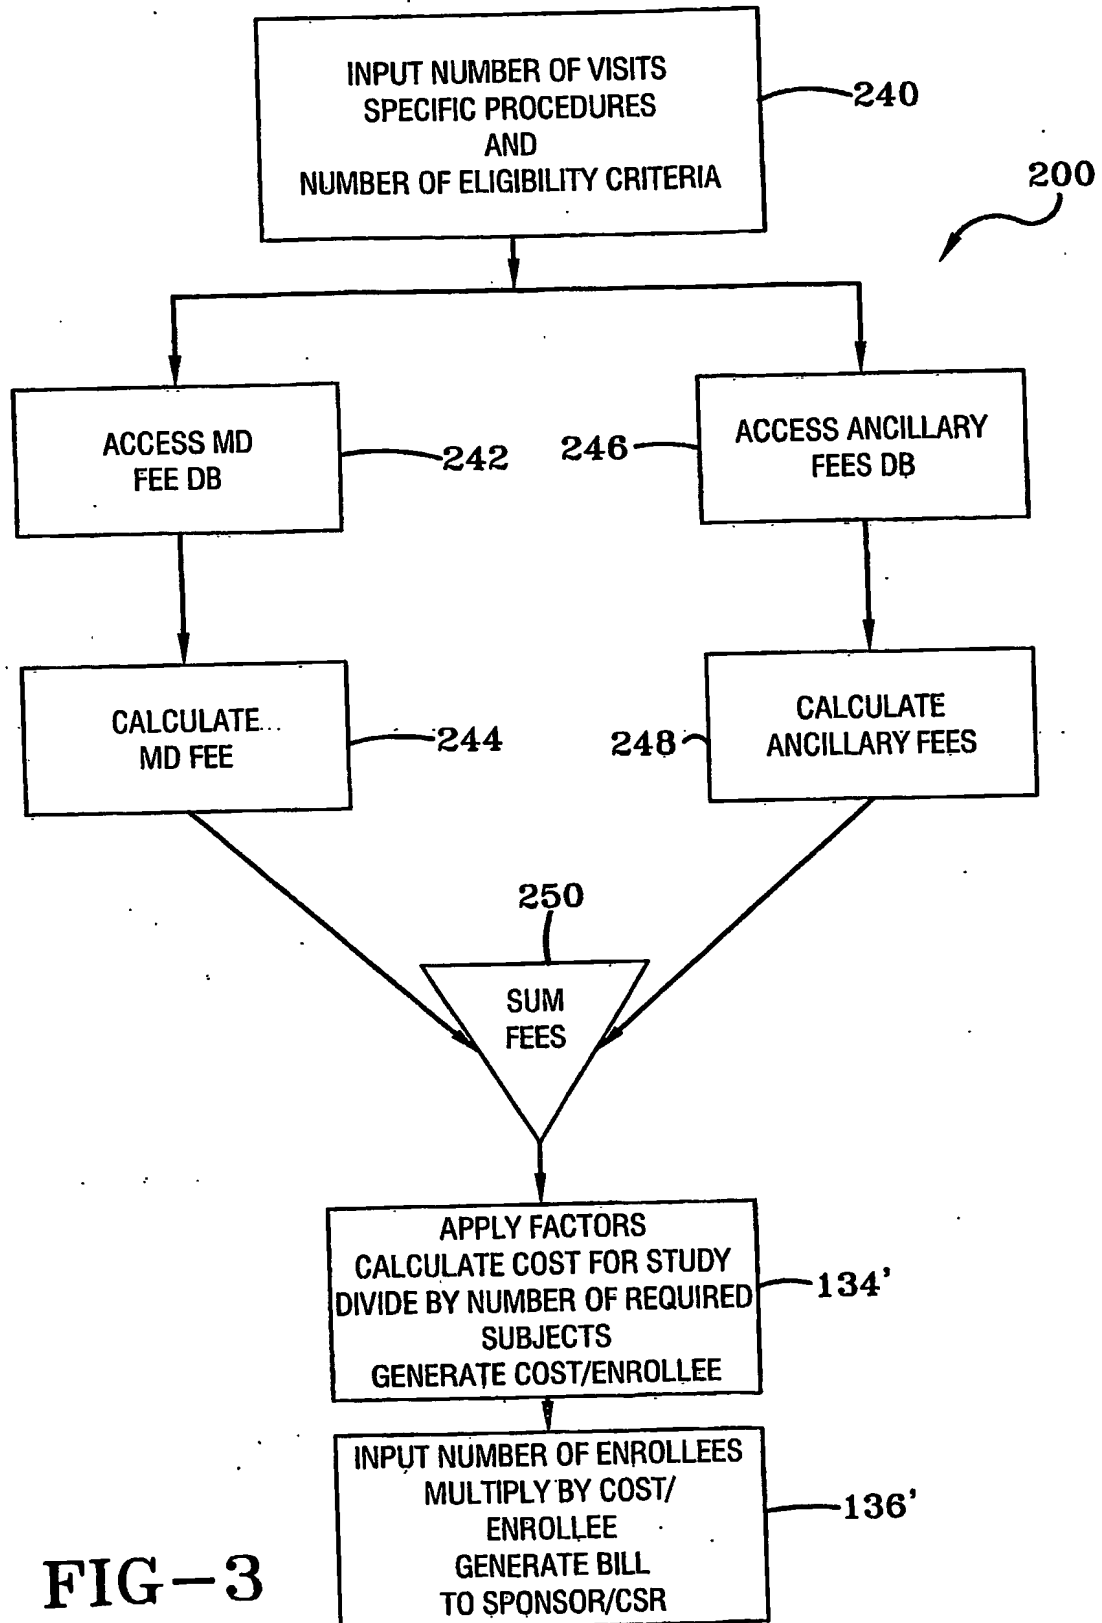 INPUT NUMBER OF VISITS
SPECIFIC PROCEDURES
AND
NUMBER OF ELIGIBILITY CRITERIA
240
200
ACCESS MD
FEE DB
242
246
ACCESS ANCILLARY
FEES DB
CALCULATE
MD FEE
244
248
CALCULATE
ANCILLARY FEES
250
SUM
FEES
APPLY FACTORS
CALCULATE COST FOR STUDY
DIVIDE BY NUMBER OF REQUIRED
SUBJECTS
GENERATE COST/ENROLLEE
134'
INPUT NUMBER OF ENROLLEES
MULTIPLY BY COST/
ENROLLEE
GENERATE BILL
TO SPONSOR/CSR
136'
FIG-3